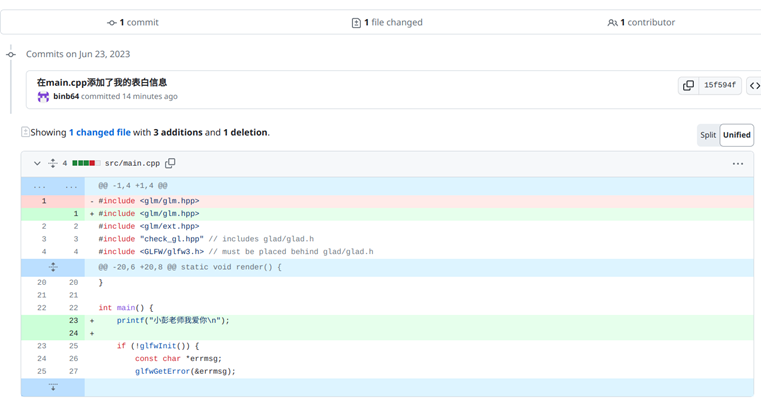 1 commit
1 file changed
1 contributor
Commits on Jun 23, 2023
在main.cpp添加了我的表白信息
binb64 committed 14 minutes ago
15f594f
Showing 1 changed file with 3 additions and 1 deletion.
Split Unified
4 src/main.cpp
... ... @@ -1,4 +1,4 @@
1 - #include <glm/glm.hpp>
1 + #include <glm/glm.hpp>
2 2 #include <glm/ext.hpp>
3 3 #include "check_gl.hpp" // includes glad/glad.h
4 4 #include <GLFW/glfw3.h> // must be placed behind glad/glad.h
@@ -20,6 +20,8 @@ static void render() {
20 20 }
21 21
22 22 int main() {
23 + printf("小彭老师我爱你\n");
24 +
23 25 if (!glfwInit()) {
24 26 const char *errmsg;
25 27 glfwGetError(&errmsg);